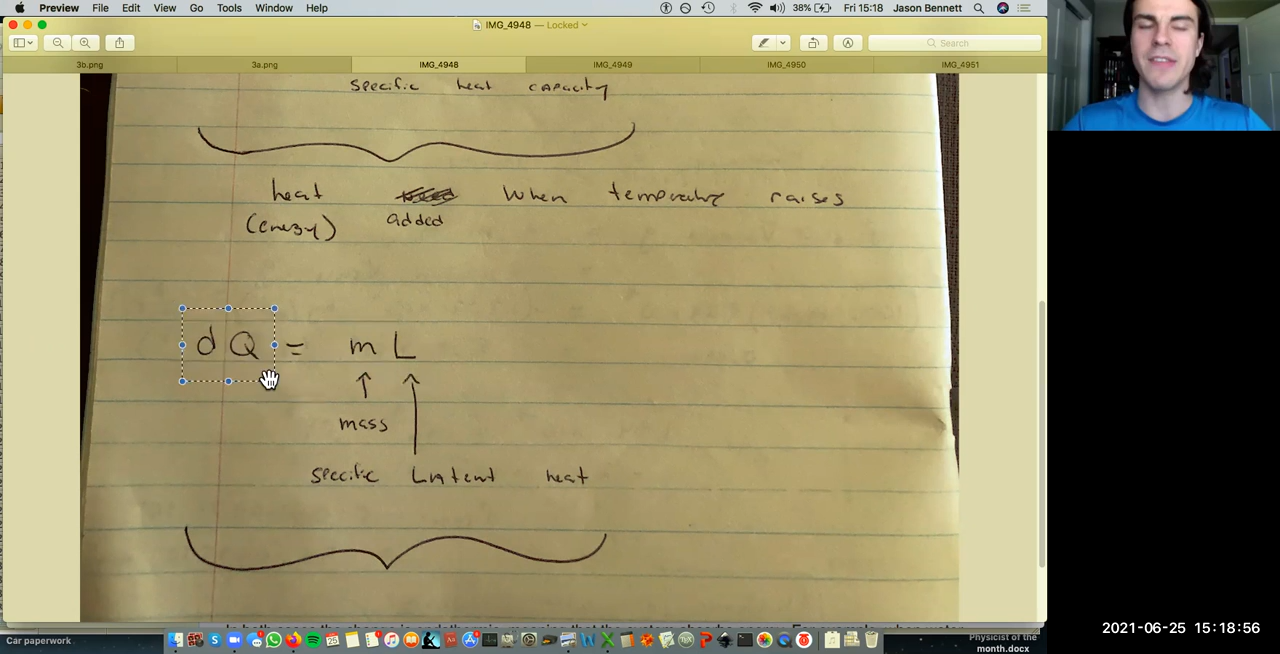 Preview File Edit View Go Tools Window Help 38% Fri 15:18 Jason Bennett
IMG_4948 — Locked
Search
3b.png 3a.png IMG_4948 IMG_4949 IMG_4950 IMG_4951
specific heat capacity
heat when temperature raises
(energy) added
dQ = mL
mass
specific Latent heat
Car paperwork
Physicist of the
month.docx
2021-06-25 15:18:56